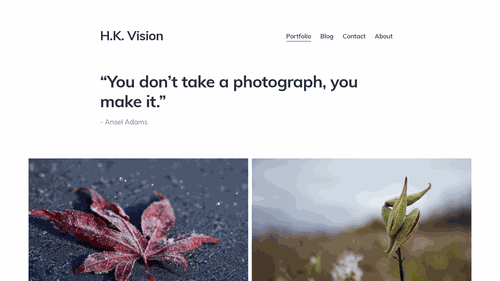 H.K. Vision
Portfolio Blog Contact About
“You don’t take a photograph, you
make it.”
- Ansel Adams